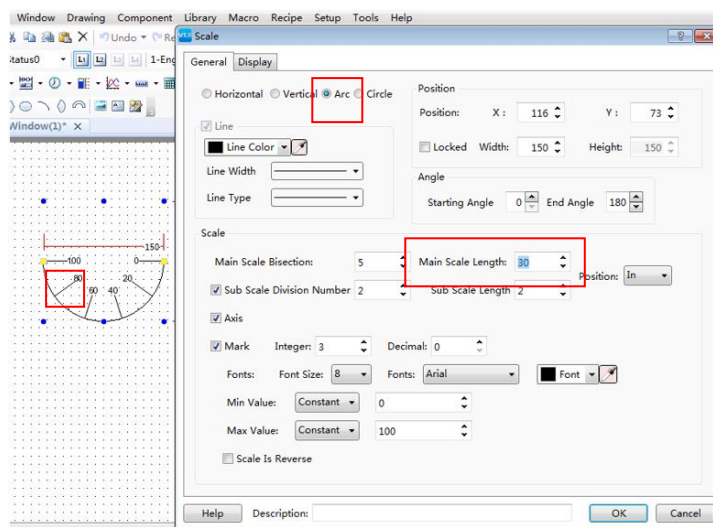 Window Drawing Component Library Macro Recipe Setup Tools Help
Undo
Scale
Status0 1-Eng
General Display
Window(1)* X
Horizontal Vertical Arc Circle
Position
Position: X : 116 Y : 73
Line
Line Color
Locked Width: 150 Height: 150
Line Width
Angle
Line Type
Starting Angle 0 End Angle 180
Scale
150
100 0
80 20
60 40
Main Scale Bisection: 5 Main Scale Length: 30
Position: In
Sub Scale Division Number 2 Sub Scale Length 2
Axis
Mark Integer: 3 Decimal: 0
Fonts: Font Size: 8 Fonts: Arial Font
Min Value: Constant 0
Max Value: Constant 100
Scale Is Reverse
Help Description: OK Cancel